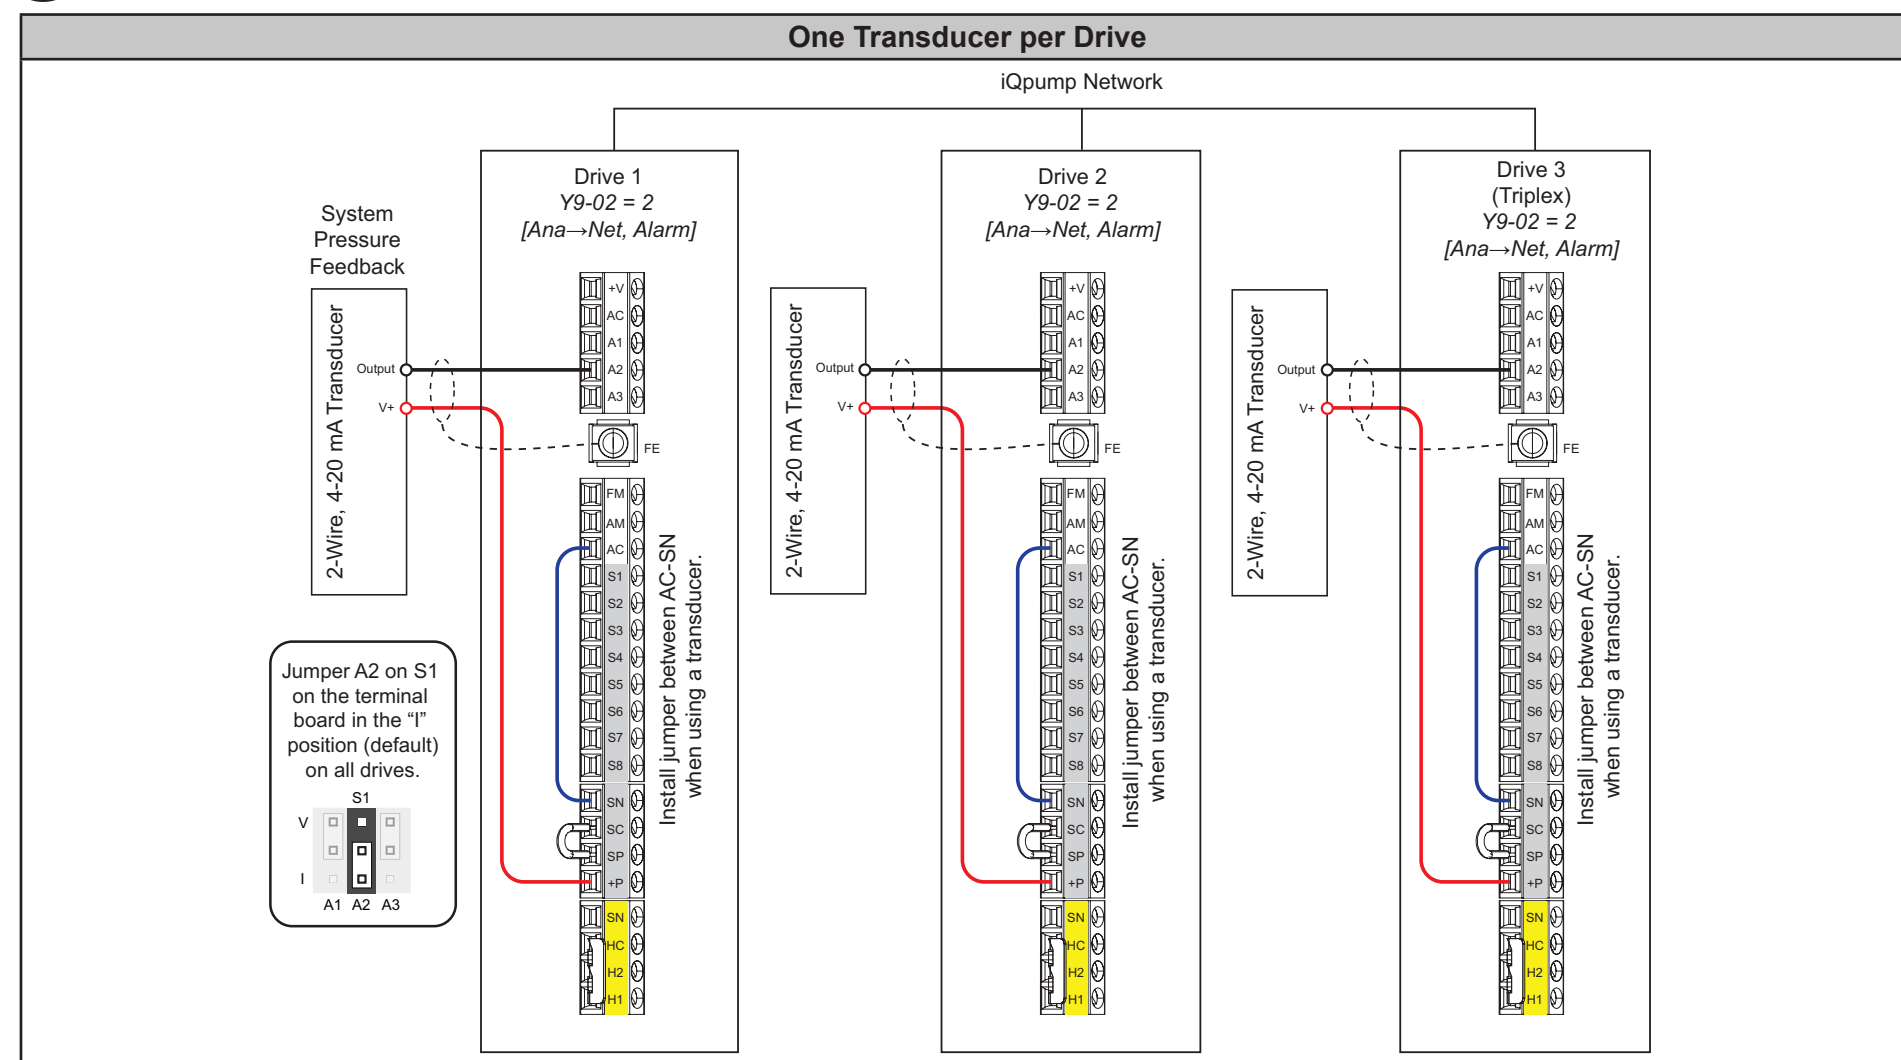 One Transducer per Drive
iQpump Network
System
Pressure
Feedback
2-Wire, 4-20 mA Transducer
Output
V+
Drive 1
Y9-02 = 2
[Ana→Net, Alarm]
+V
AC
A1
A2
A3
FE
FM
AM
AC
S1
S2
S3
S4
S5
S6
S7
S8
SN
SC
SP
+P
SN
HC
H2
H1
Install jumper between AC-SN
when using a transducer.
2-Wire, 4-20 mA Transducer
Output
V+
Drive 2
Y9-02 = 2
[Ana→Net, Alarm]
+V
AC
A1
A2
A3
FE
FM
AM
AC
S1
S2
S3
S4
S5
S6
S7
S8
SN
SC
SP
+P
SN
HC
H2
H1
Install jumper between AC-SN
when using a transducer.
2-Wire, 4-20 mA Transducer
Output
V+
Drive 3
(Triplex)
Y9-02 = 2
[Ana→Net, Alarm]
+V
AC
A1
A2
A3
FE
FM
AM
AC
S1
S2
S3
S4
S5
S6
S7
S8
SN
SC
SP
+P
SN
HC
H2
H1
Install jumper between AC-SN
when using a transducer.
Jumper A2 on S1
on the terminal
board in the “I”
position (default)
on all drives.
S1
V
I
A1 A2 A3